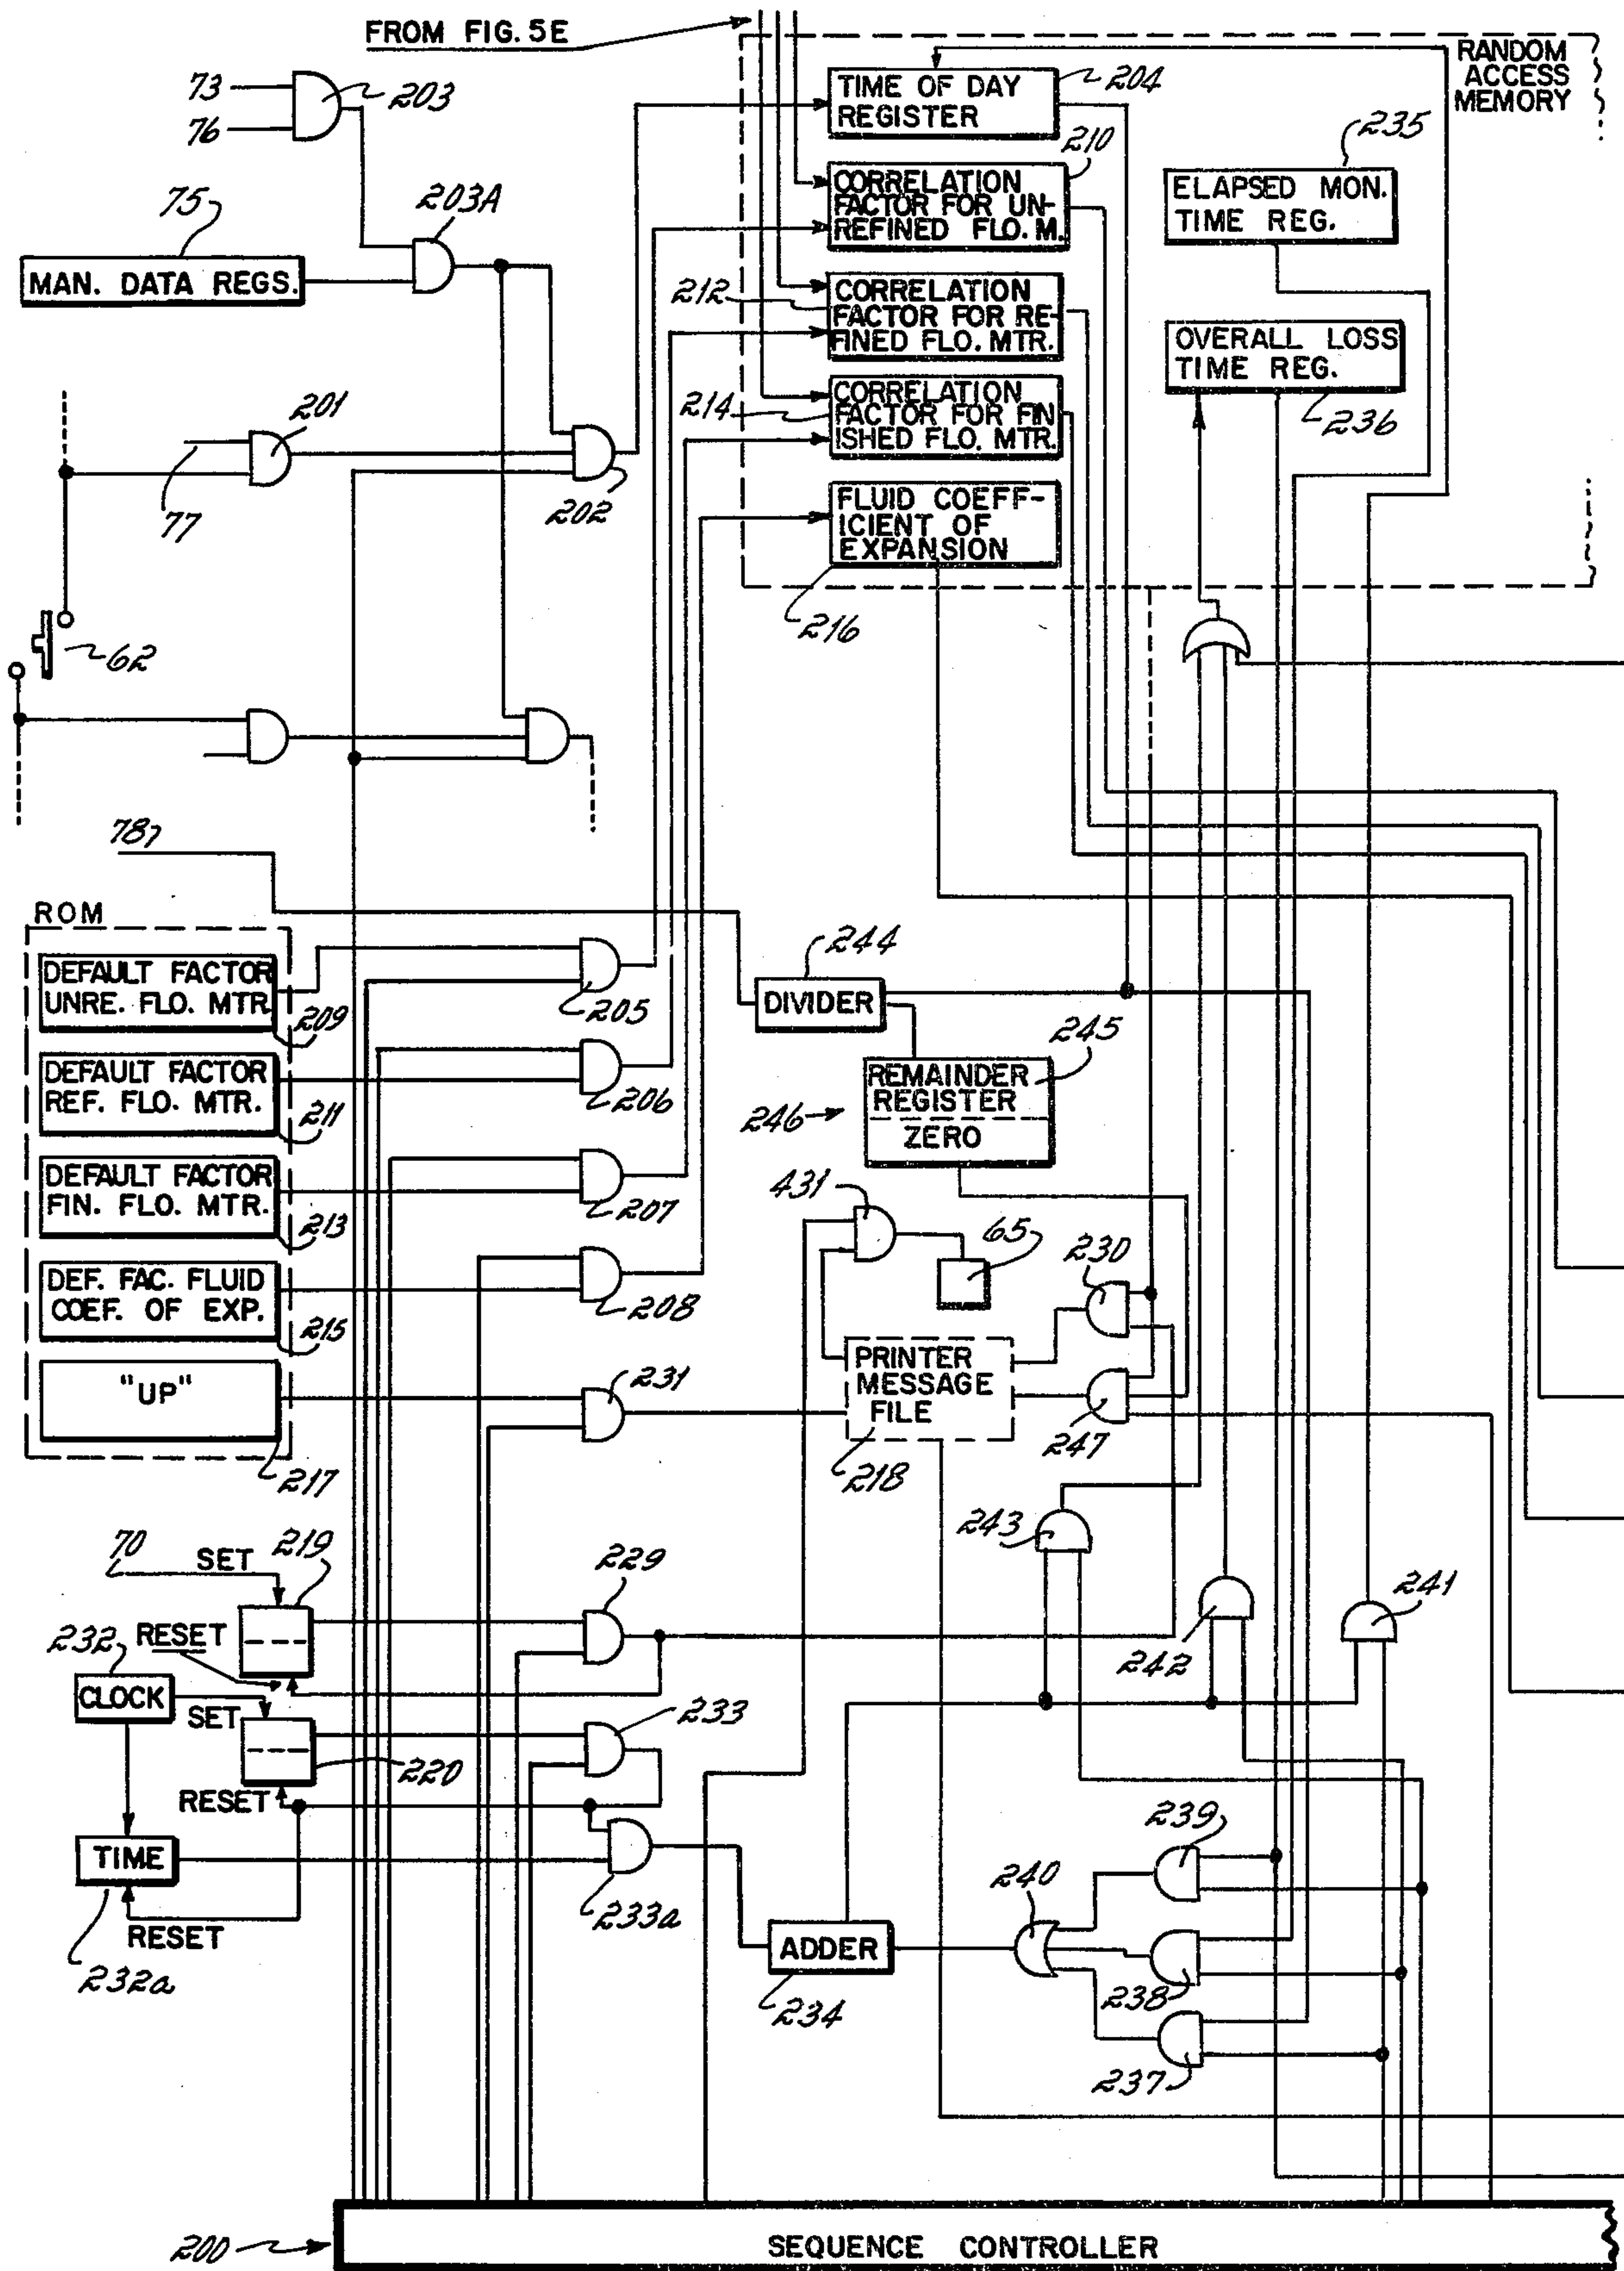 FROM FIG. 5E
RANDOM
ACCESS
MEMORY
73
76
203
TIME OF DAY
REGISTER
204
210
235
75
203A
MAN. DATA REGS.
CORRELATION
FACTOR FOR UN-
REFINED FLO. M.
ELAPSED MON.
TIME REG.
212
CORRELATION
FACTOR FOR RE-
FINED FLO. MTR.
OVERALL LOSS
TIME REG.
236
201
77
202
214
CORRELATION
FACTOR FOR FIN
ISHED FLO. MTR.
FLUID COEFF-
ICIENT OF
EXPANSION
216
62
78
ROM
DEFAULT FACTOR
UNRE. FLO. MTR.
209
205
244
DIVIDER
245
DEFAULT FACTOR
REF. FLO. MTR.
211
206
REMAINDER
REGISTER
ZERO
246
DEFAULT FACTOR
FIN. FLO. MTR.
213
207
431
65
230
DEF. FAC. FLUID
COEF. OF EXP.
215
208
"UP"
217
231
PRINTER
MESSAGE
FILE
218
247
243
70
SET
219
229
242
241
232
RESET
CLOCK
SET
220
233
RESET
TIME
232a
RESET
233a
ADDER
234
240
239
238
237
200
SEQUENCE CONTROLLER